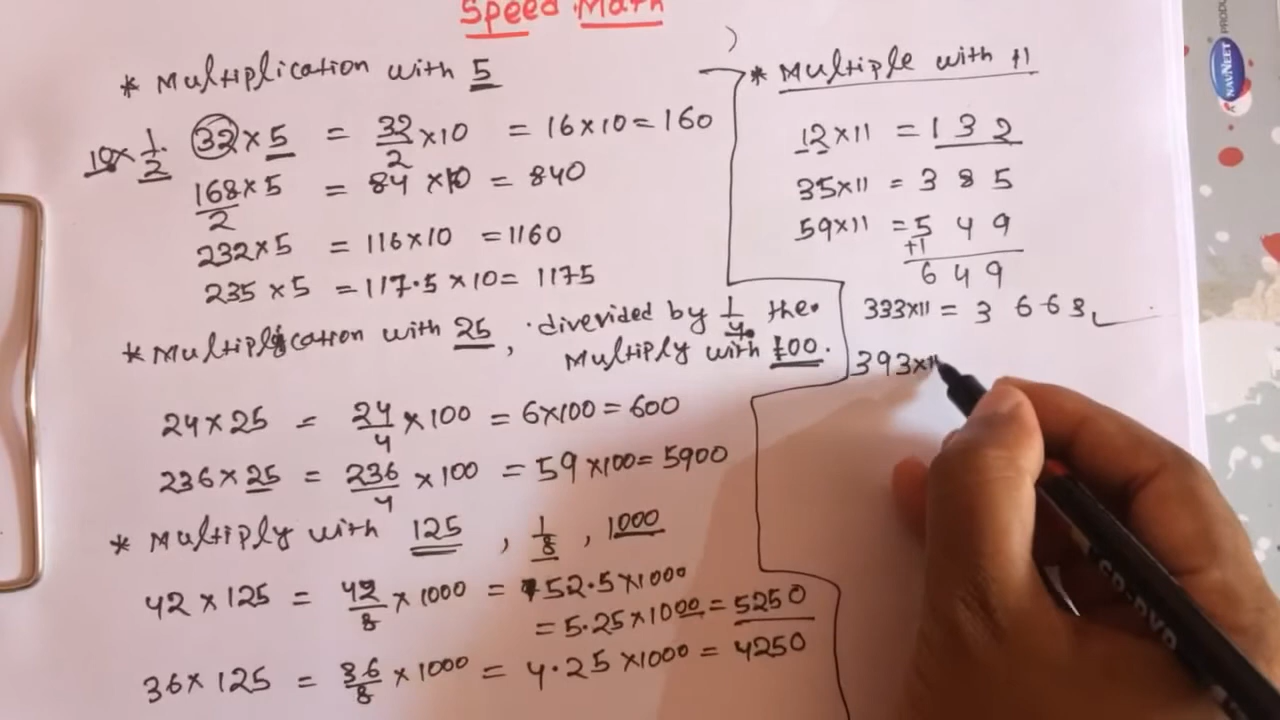 Speed Math
* Multiplication with 5
10 × 1/2 32×5 = 32/2 ×10 = 16×10=160
168/2 ×5 = 84 ×10 = 840
232×5 = 116×10 =1160
235 ×5 =117.5 ×10= 1175
* Multiplication with 25, . diverided by 1/4 the.
Multiply with 100.
24×25 = 24/4 ×100 = 6×100=600
236×25 = 236/4 ×100 = 59×100=5900
* Multiply with 125, 1/8, 1000
42×125 = 42/8 ×1000 = 52.5×1000
= 5.25×1000 = 5250
36×125 = 36/8 ×1000 = 4.25×1000 = 4250
* Multiple with 11
12×11 = 1 3 2
35×11 = 3 8 5
59×11 = 5 4 9
+1
6 4 9
333×11 = 3 6 6 3
393×11
NAVNEET